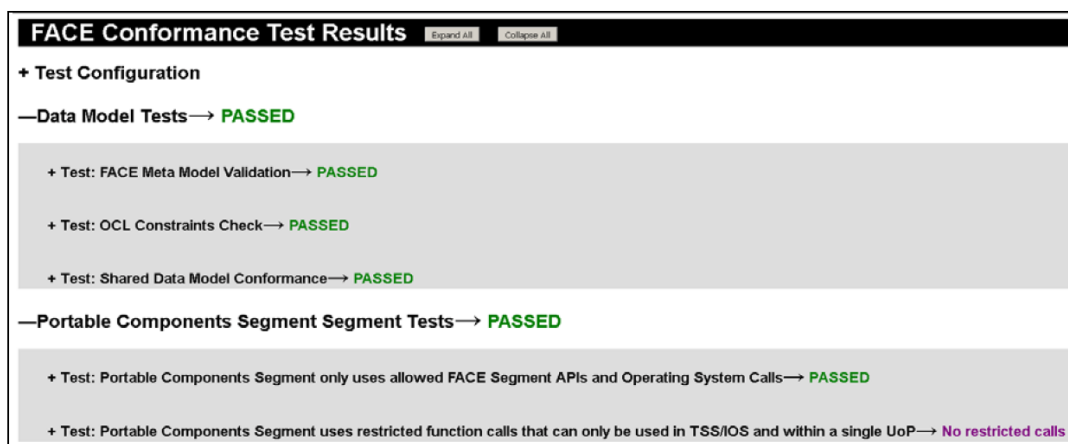 FACE Conformance Test Results Expand All Collapse All
+ Test Configuration
—Data Model Tests→ PASSED
+ Test: FACE Meta Model Validation→ PASSED
+ Test: OCL Constraints Check→ PASSED
+ Test: Shared Data Model Conformance→ PASSED
—Portable Components Segment Segment Tests→ PASSED
+ Test: Portable Components Segment only uses allowed FACE Segment APIs and Operating System Calls→ PASSED
+ Test: Portable Components Segment uses restricted function calls that can only be used in TSS/IOS and within a single UoP→ No restricted calls